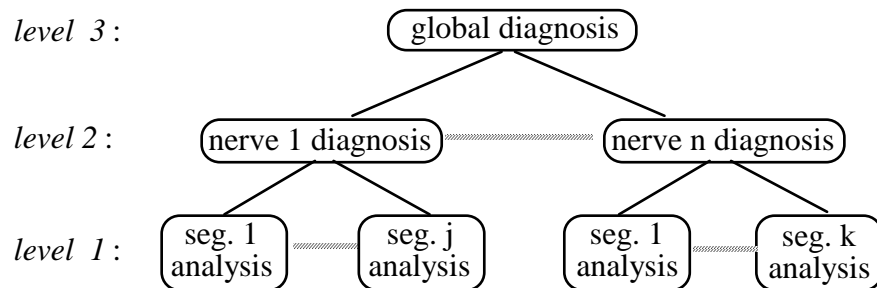 level 3 :
global diagnosis
level 2 :
nerve 1 diagnosis
nerve n diagnosis
level 1 :
seg. 1
analysis
seg. j
analysis
seg. 1
analysis
seg. k
analysis